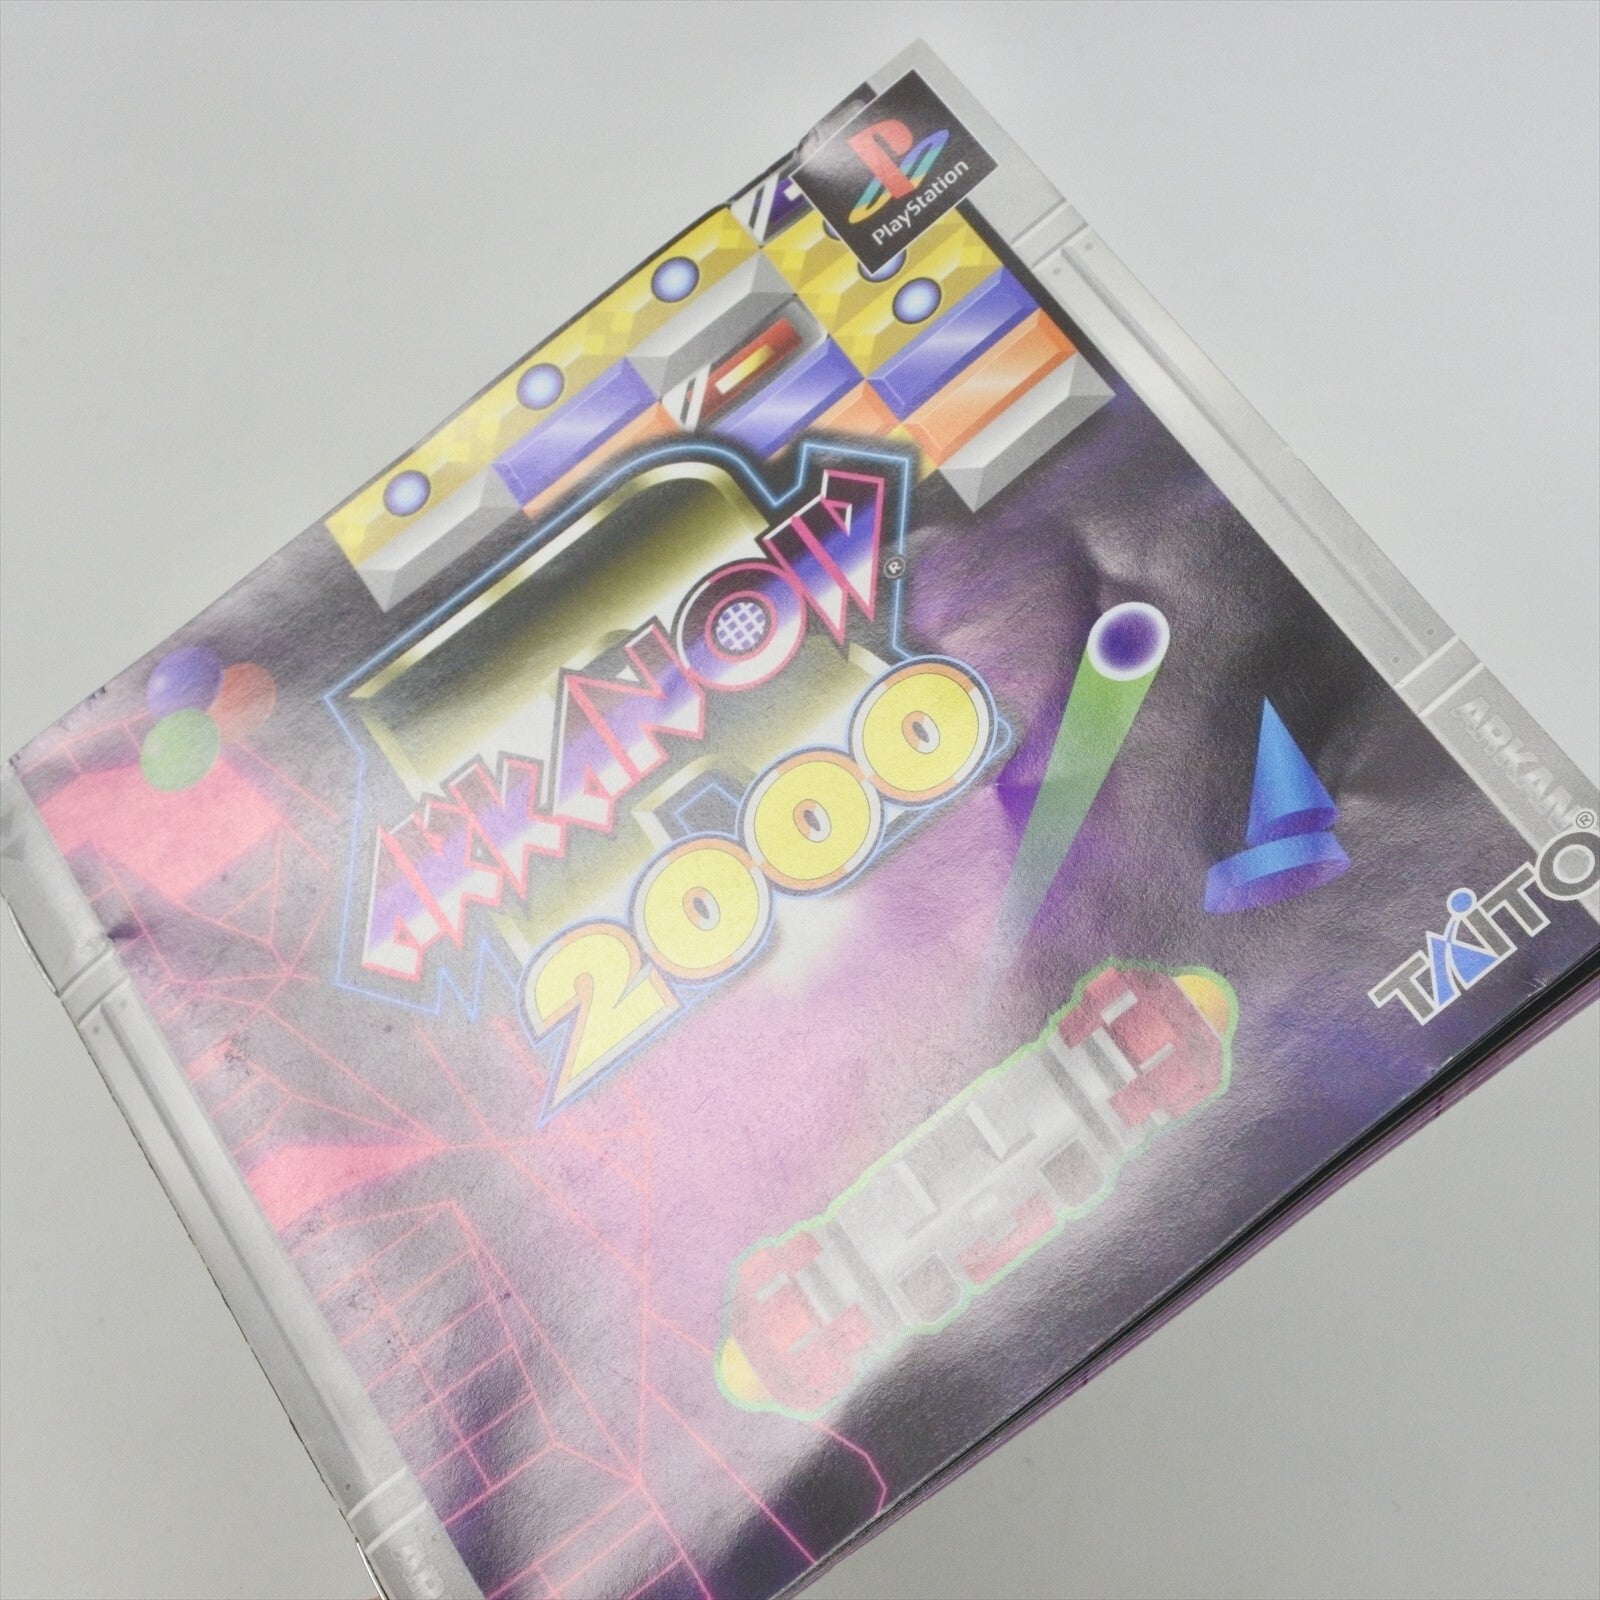 PlayStation
ARKANOID®
2000
ARKAN
TAITO®